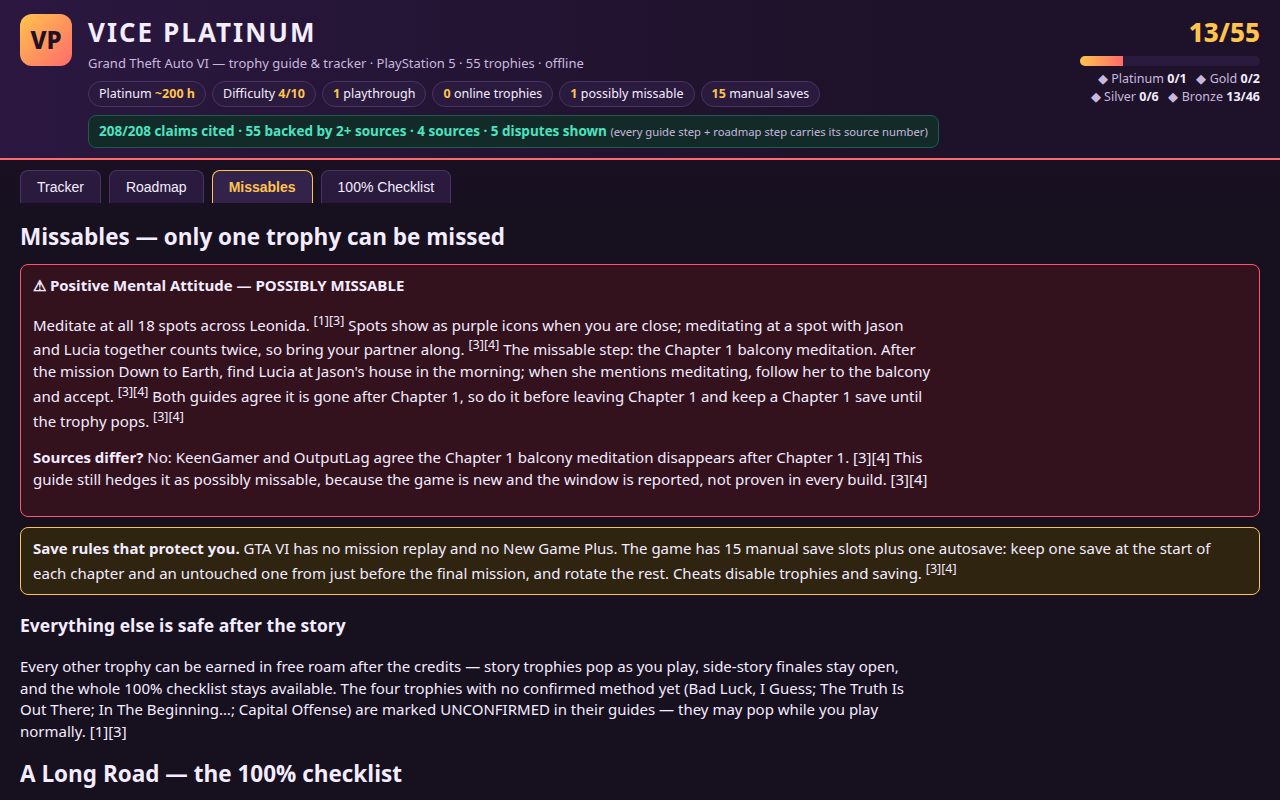 VP
VICE PLATINUM
Grand Theft Auto VI — trophy guide & tracker · PlayStation 5 · 55 trophies · offline
Platinum ~200 h
Difficulty 4/10
1 playthrough
0 online trophies
1 possibly missable
15 manual saves
208/208 claims cited · 55 backed by 2+ sources · 4 sources · 5 disputes shown (every guide step + roadmap step carries its source number)
13/55
◆ Platinum 0/1 ◆ Gold 0/2
◆ Silver 0/6 ◆ Bronze 13/46
Tracker
Roadmap
Missables
100% Checklist
Missables — only one trophy can be missed
⚠ Positive Mental Attitude — POSSIBLY MISSABLE
Meditate at all 18 spots across Leonida. [1][3] Spots show as purple icons when you are close; meditating at a spot with Jason
and Lucia together counts twice, so bring your partner along. [3][4] The missable step: the Chapter 1 balcony meditation. After
the mission Down to Earth, find Lucia at Jason's house in the morning; when she mentions meditating, follow her to the balcony
and accept. [3][4] Both guides agree it is gone after Chapter 1, so do it before leaving Chapter 1 and keep a Chapter 1 save until
the trophy pops. [3][4]
Sources differ? No: KeenGamer and OutputLag agree the Chapter 1 balcony meditation disappears after Chapter 1. [3][4] This
guide still hedges it as possibly missable, because the game is new and the window is reported, not proven in every build. [3][4]
Save rules that protect you. GTA VI has no mission replay and no New Game Plus. The game has 15 manual save slots plus one autosave: keep one save at the start of
each chapter and an untouched one from just before the final mission, and rotate the rest. Cheats disable trophies and saving. [3][4]
Everything else is safe after the story
Every other trophy can be earned in free roam after the credits — story trophies pop as you play, side-story finales stay open,
and the whole 100% checklist stays available. The four trophies with no confirmed method yet (Bad Luck, I Guess; The Truth Is
Out There; In The Beginning...; Capital Offense) are marked UNCONFIRMED in their guides — they may pop while you play
normally. [1][3]
A Long Road — the 100% checklist